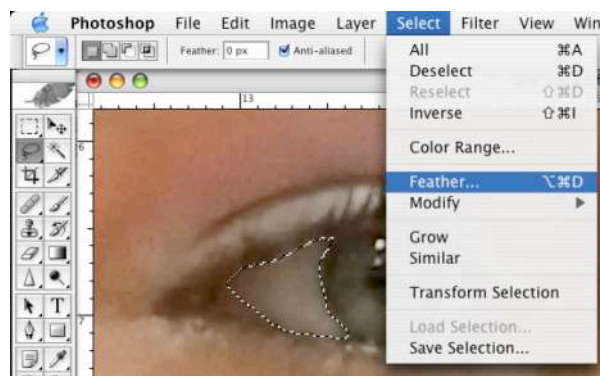 Photoshop File Edit Image Layer Select Filter View Win
Feather: 0 px Anti-aliased
All ⌘A
Deselect ⌘D
Reselect ⇧⌘D
Inverse ⇧⌘I
Color Range...
Feather... ⌥⌘D
Modify
Grow
Similar
Transform Selection
Load Selection...
Save Selection...
13
6
7
T